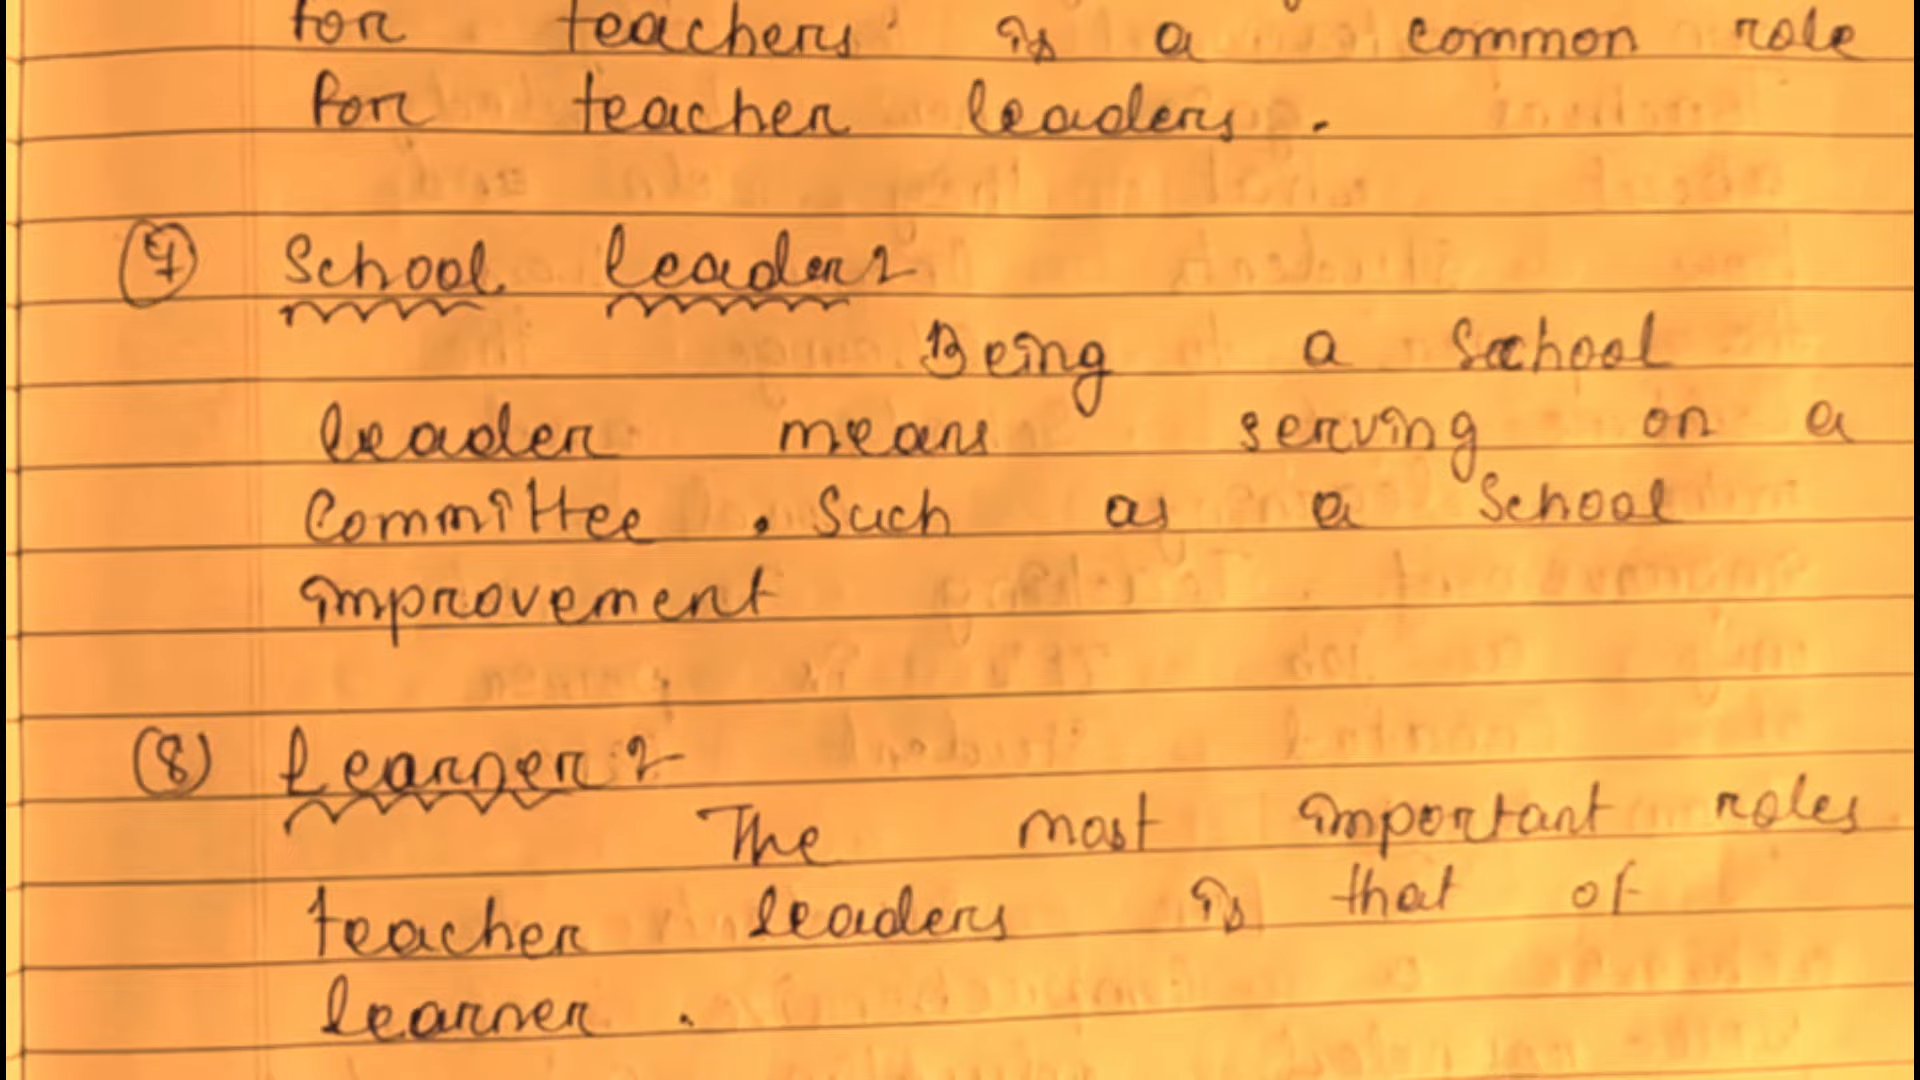 for teachers' is a common role
for teacher leaders.
(7) School leader :-
Being a school
leader means serving on a
Committee. Such as a School
improvement
(8) Learner :-
The most important roles
teacher leaders is that of
learner.